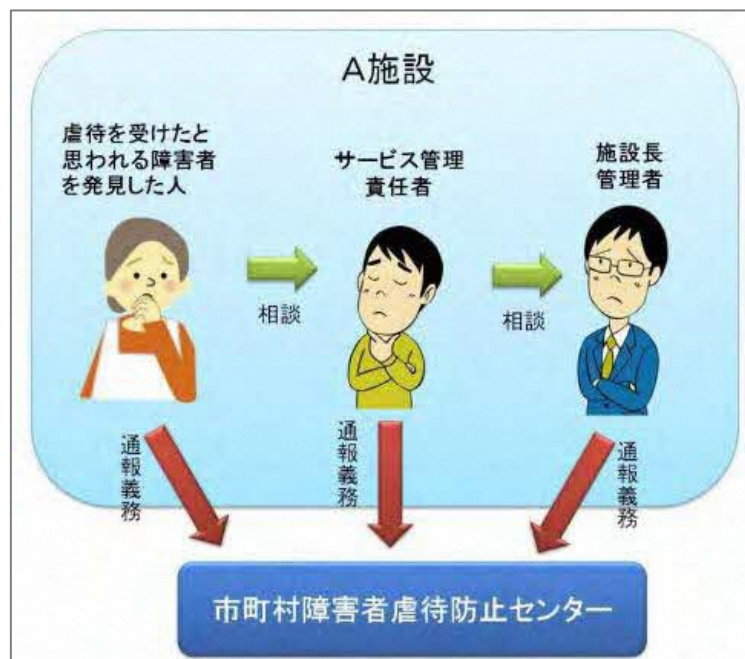 A施設
虐待を受けたと
思われる障害者
を発見した人
サービス管理
責任者
施設長
管理者
相談
相談
通報義務
通報義務
通報義務
市町村障害者虐待防止センター